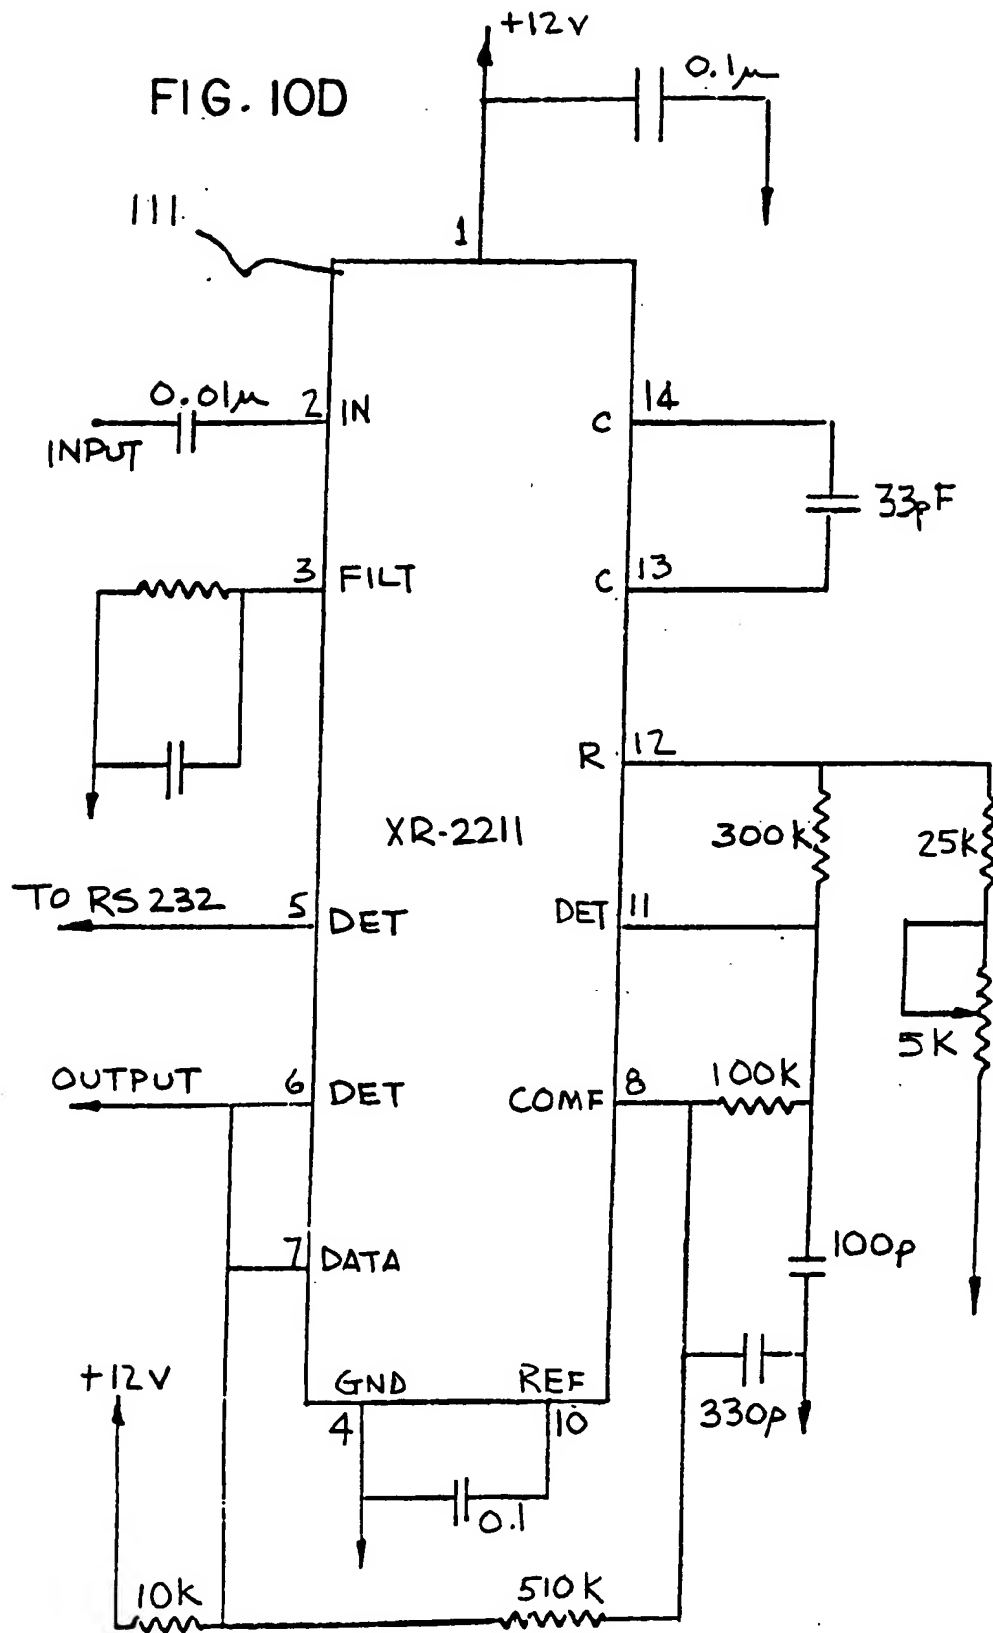 +12V
0.1μ
FIG. 10D
111
1
0.01μ
2
IN
INPUT
C
14
33pF
3
FILT
C
13
R
12
XR-2211
300K
25K
TO RS232
5
DET
DET
11
5K
OUTPUT
6
DET
COMF
8
100K
7
DATA
100p
+12V
GND
REF
4
10
330p
0.1
10K
510K